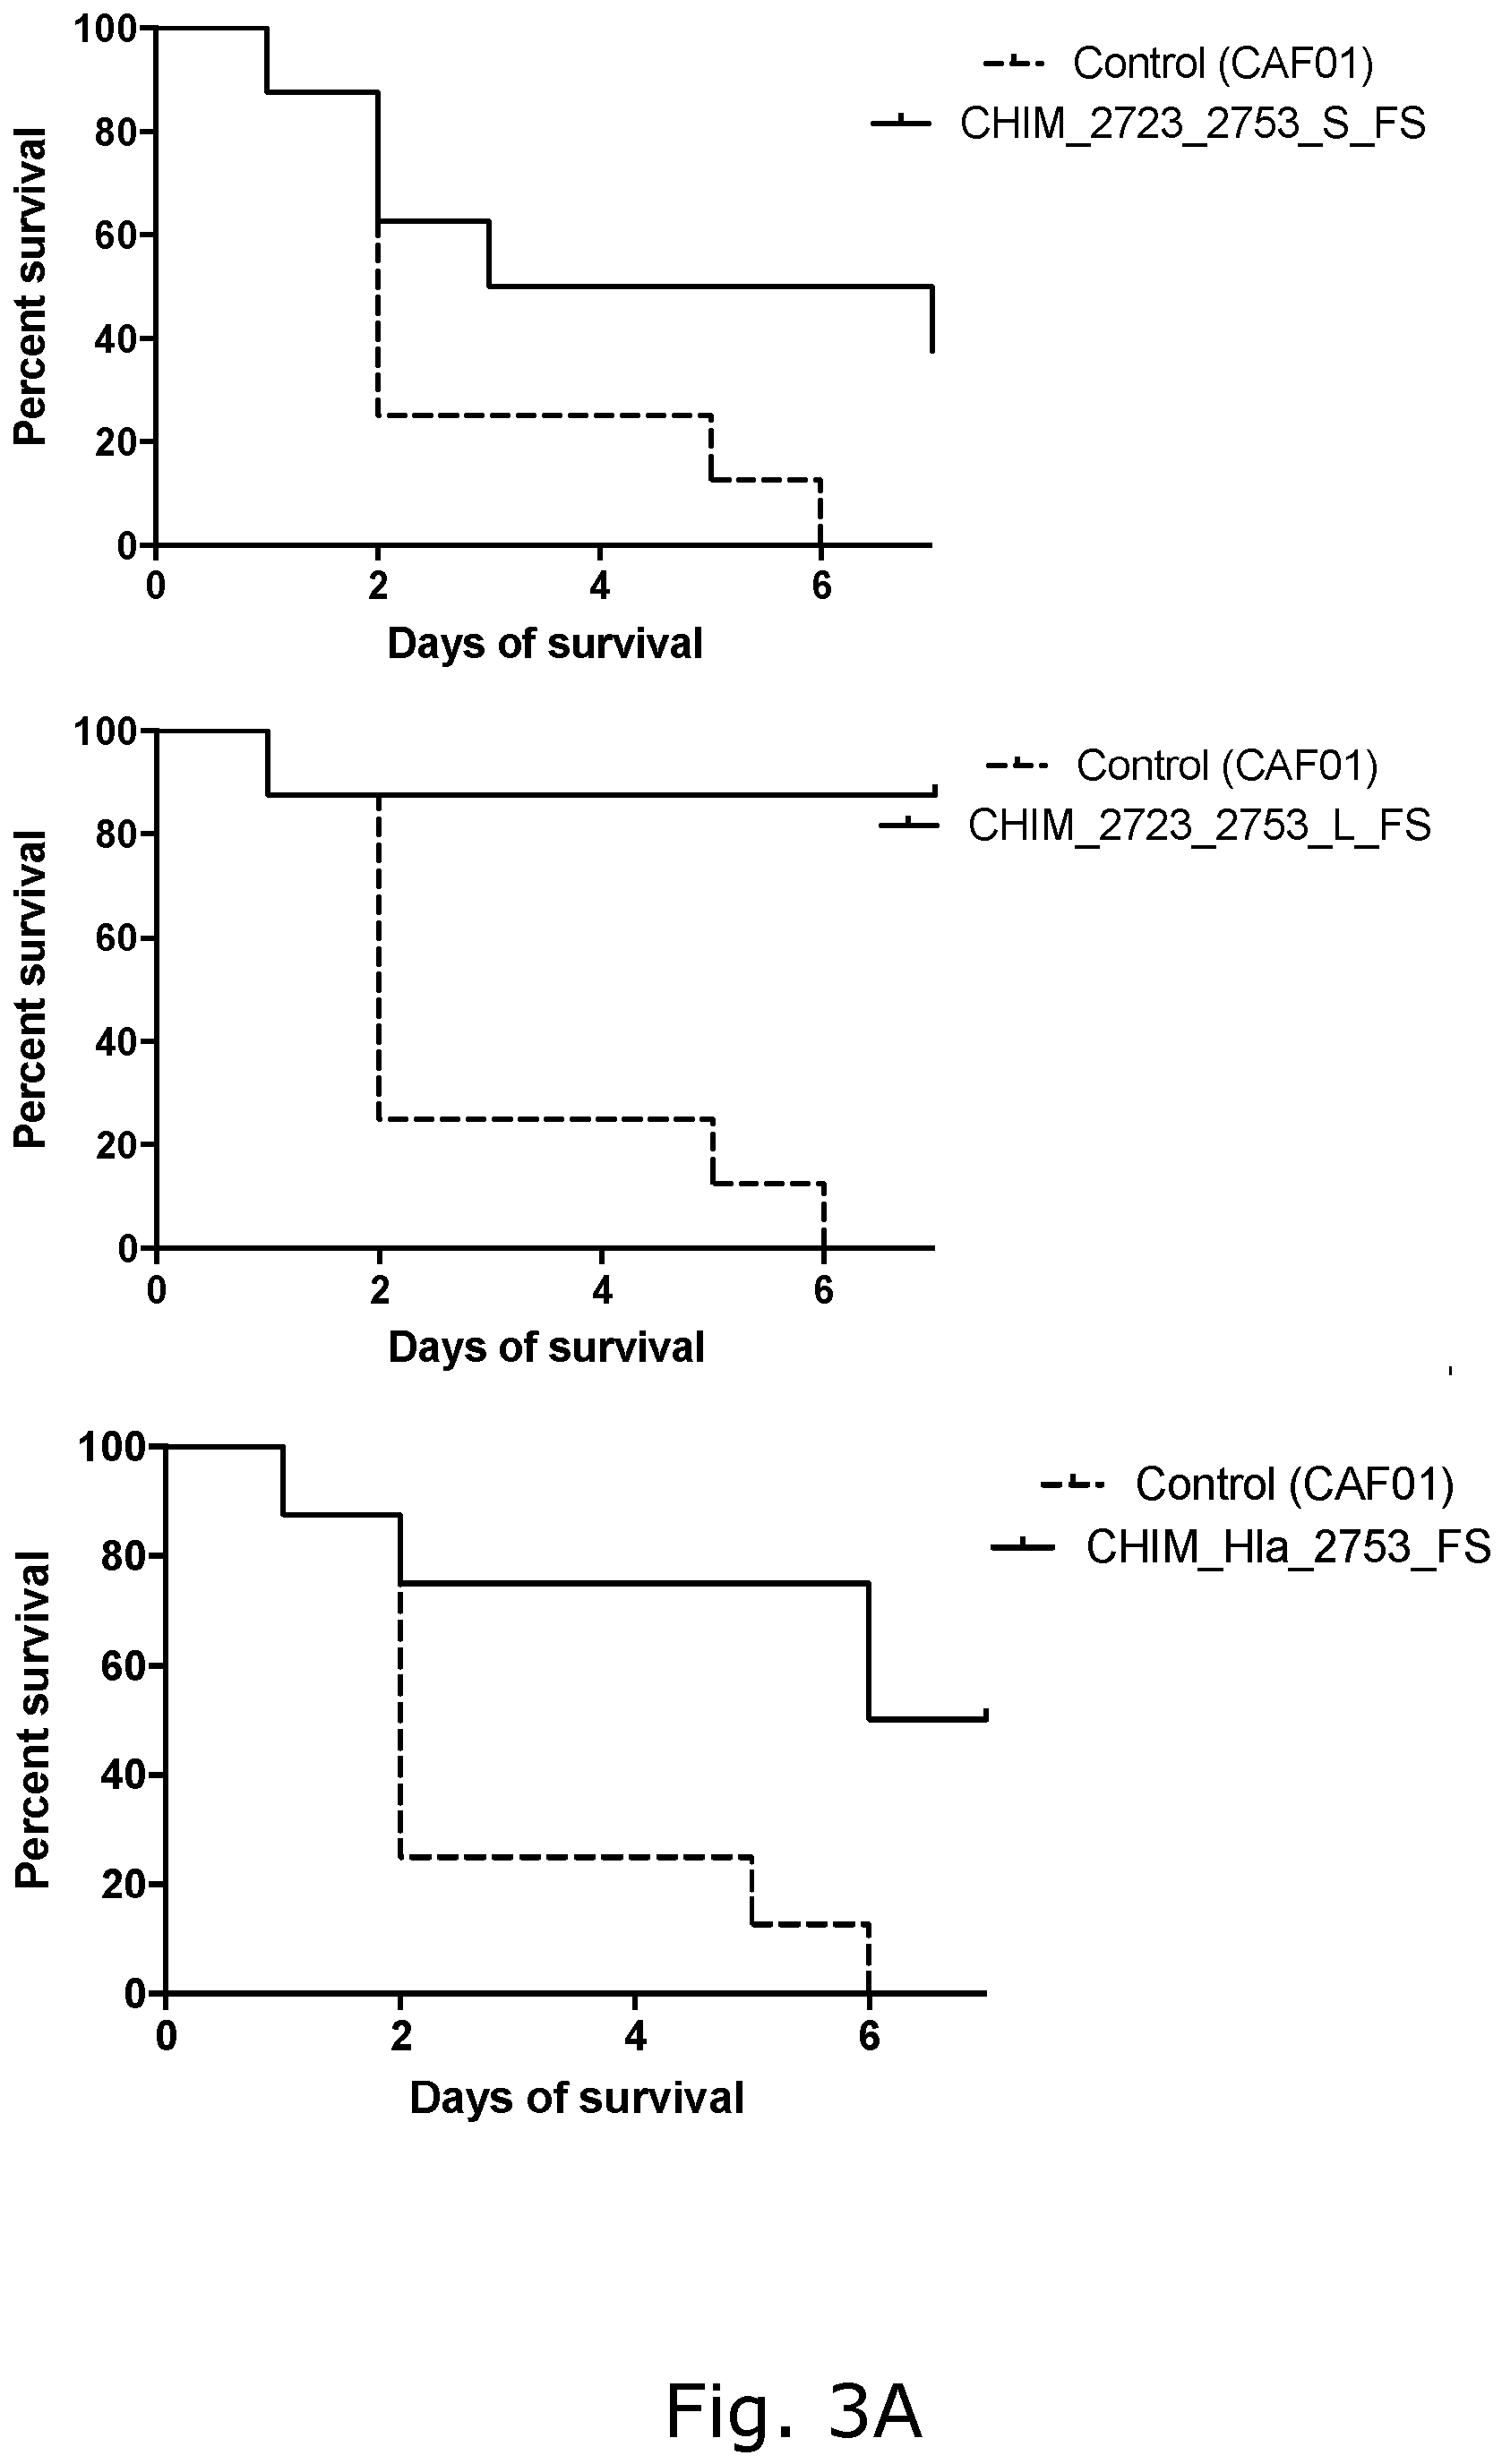 100
80
60
40
20
0
Percent survival
0 2 4 6
Days of survival
Control (CAF01)
CHIM_2723_2753_S_FS
100
80
60
40
20
0
Percent survival
0 2 4 6
Days of survival
Control (CAF01)
CHIM_2723_2753_L_FS
100
80
60
40
20
0
Percent survival
0 2 4 6
Days of survival
Control (CAF01)
CHIM_Hla_2753_FS
Fig. 3A